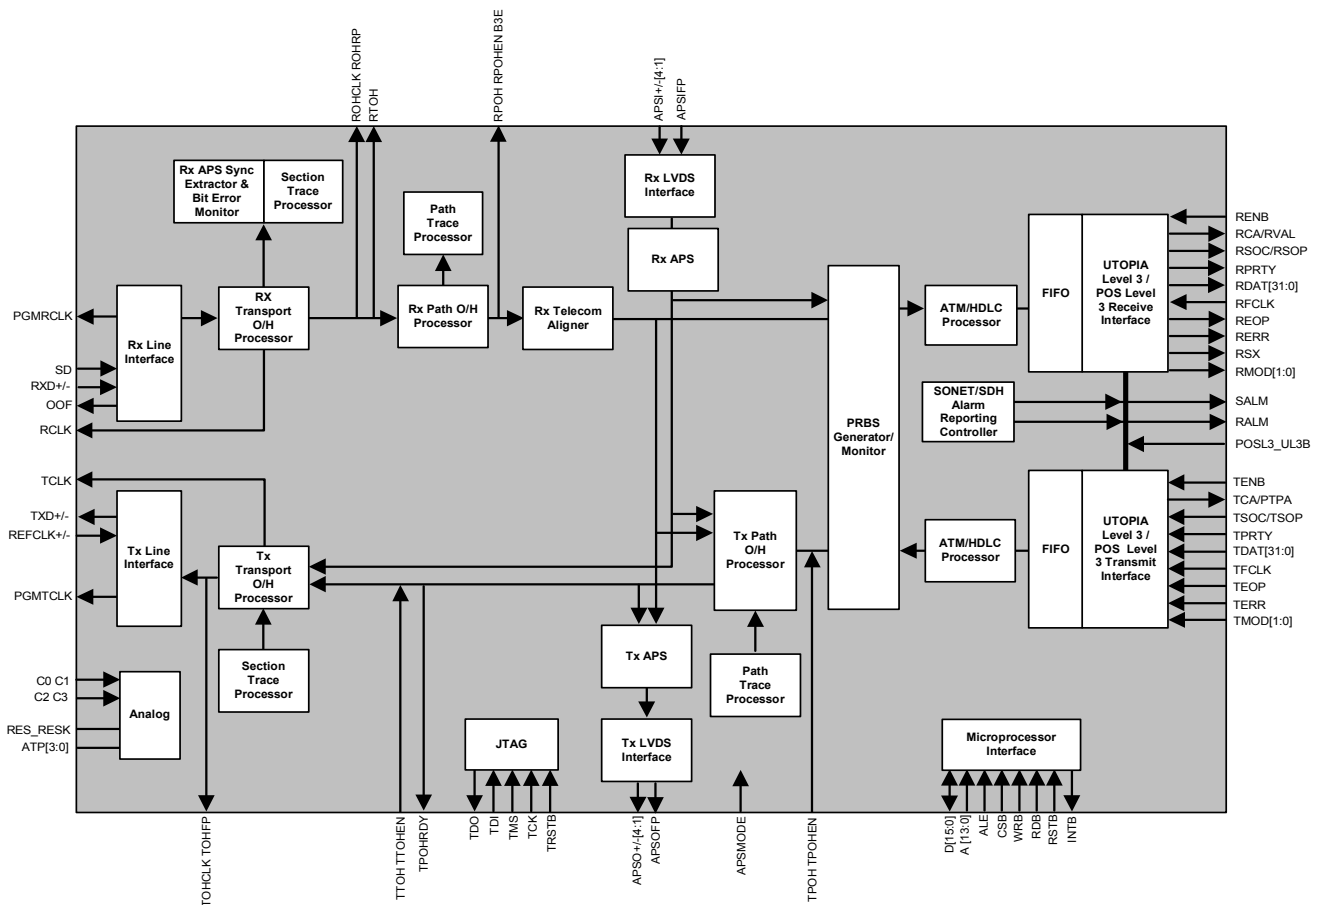 ROHCLK ROHRP
RTOH
RPOH RPOHEN B3E
APSI+/-[4:1]
APSIFP
Rx APS Sync
Extractor &
Bit Error
Monitor
Section
Trace
Processor
Path
Trace
Processor
Rx LVDS
Interface
Rx APS
PGMRCLK
SD
RXD+/-
OOF
RCLK
Rx Line
Interface
RX
Transport
O/H
Processor
Rx Path O/H
Processor
Rx Telecom
Aligner
PRBS
Generator/
Monitor
ATM/HDLC
Processor
FIFO
UTOPIA
Level 3 /
POS Level
3 Receive
Interface
RENB
RCA/RVAL
RSOC/RSOP
RPRTY
RDAT[31:0]
RFCLK
REOP
RERR
RSX
RMOD[1:0]
SONET/SDH
Alarm
Reporting
Controller
SALM
RALM
POSL3_UL3B
TCLK
TXD+/-
REFCLK+/-
PGMTCLK
Tx Line
Interface
Tx
Transport
O/H
Processor
Section
Trace
Processor
Tx Path
O/H
Processor
Path
Trace
Processor
Tx APS
Tx LVDS
Interface
ATM/HDLC
Processor
FIFO
UTOPIA
Level 3 /
POS Level
3 Transmit
Interface
TENB
TCA/PTPA
TSOC/TSOP
TPRTY
TDAT[31:0]
TFCLK
TEOP
TERR
TMOD[1:0]
C0 C1
C2 C3
RES_RESK
ATP[3:0]
Analog
JTAG
Microprocessor
Interface
TOHCLK TOHFP
TTOH TTOHEN
TPOHRDY
TDO
TDI
TMS
TCK
TRSTB
APSO+/-[4:1]
APSOFP
APSMODE
TPOH TPOHEN
D[15:0]
A [13:0]
ALE
CSB
WRB
RDB
RSTB
INTB